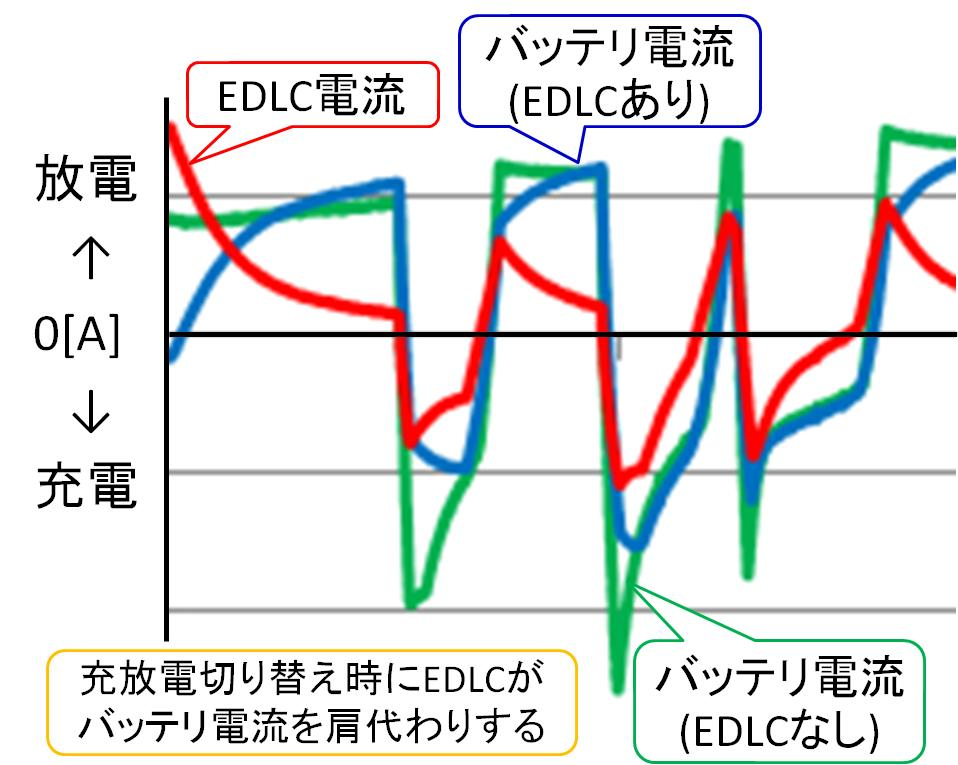 バッテリ電流
(EDLCあり)
EDLC電流
放電
↑
0[A]
↓
充電
充放電切り替え時にEDLCが
バッテリ電流を肩代わりする
バッテリ電流
(EDLCなし)